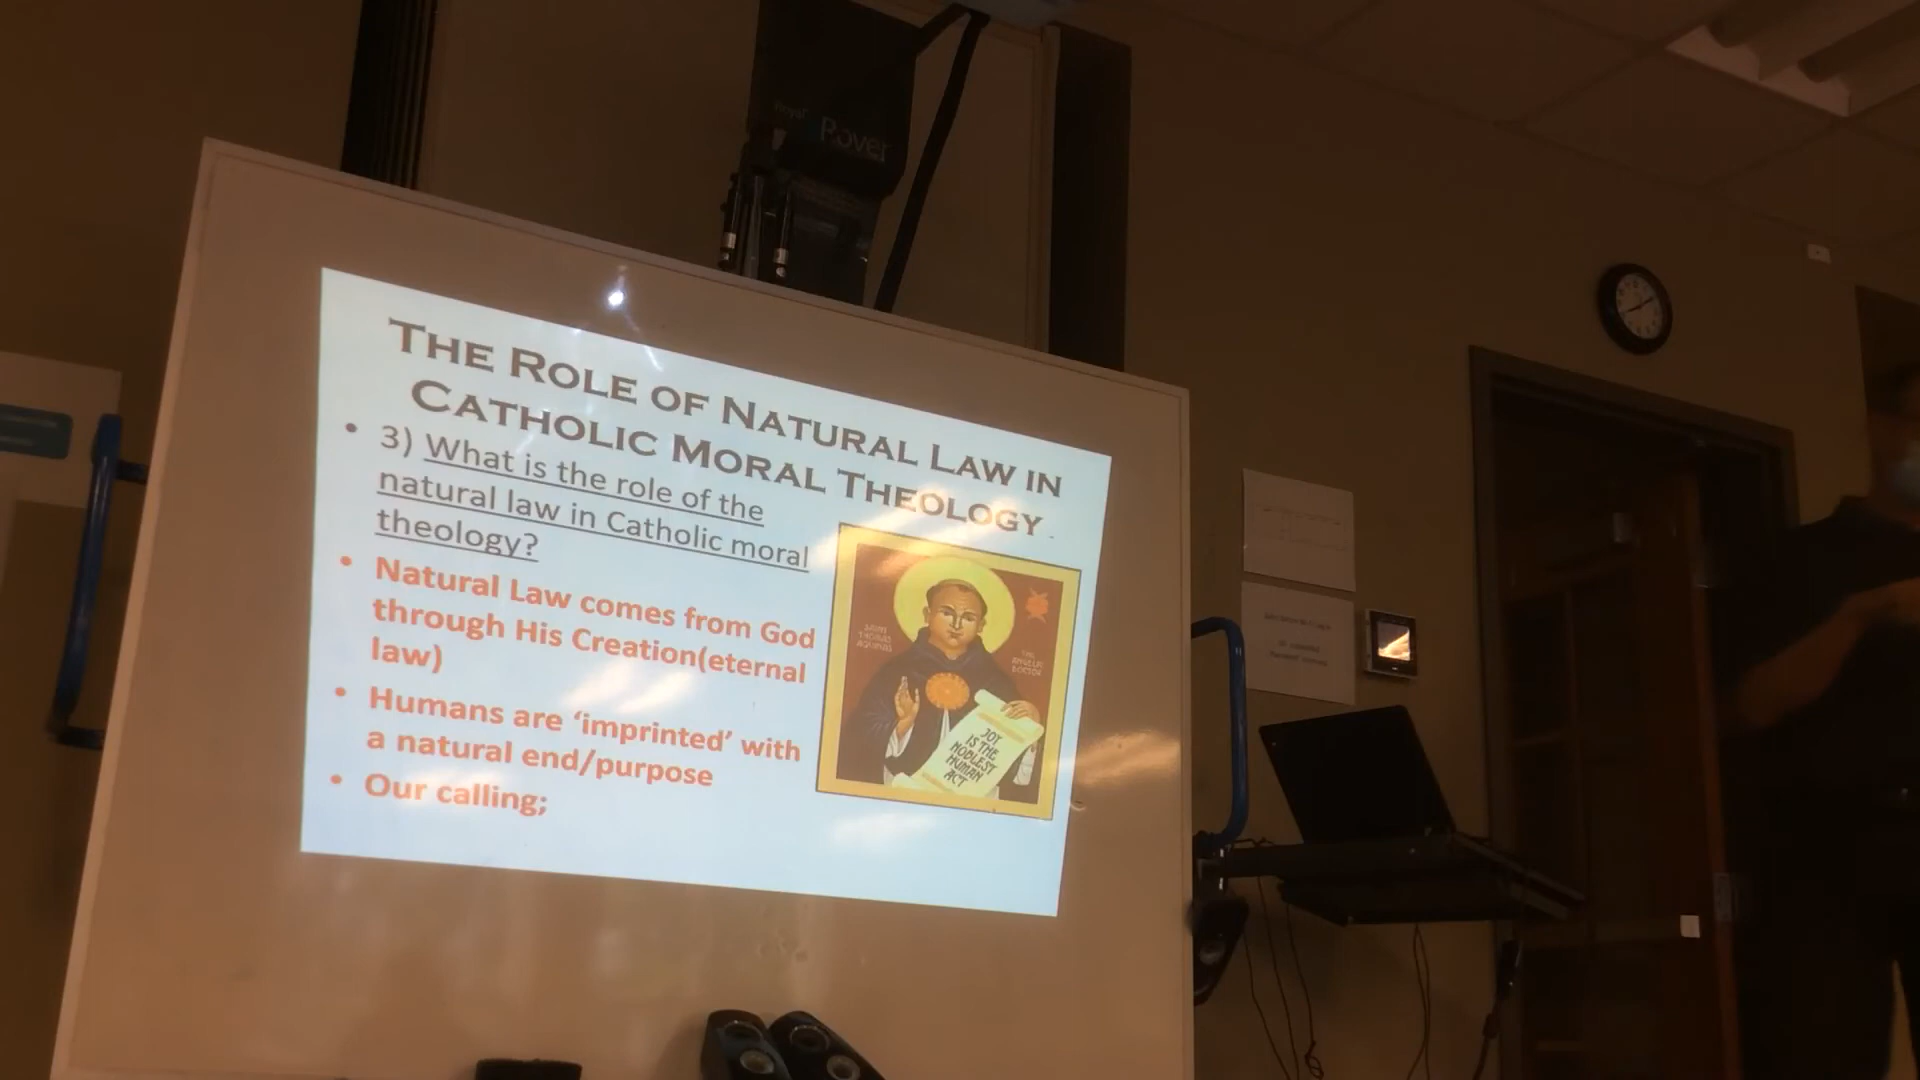 Royal
Rover
THE ROLE OF NATURAL LAW IN
CATHOLIC MORAL THEOLOGY
• 3) What is the role of the
natural law in Catholic moral
theology?
• Natural Law comes from God
through His Creation(eternal
law)
• Humans are ‘imprinted’ with
a natural end/purpose
• Our calling;
SAINT
THOMAS
AQUINAS
THE
ANGELIC
DOCTOR
JOY
IS THE
NOBLEST
HUMAN
ACT